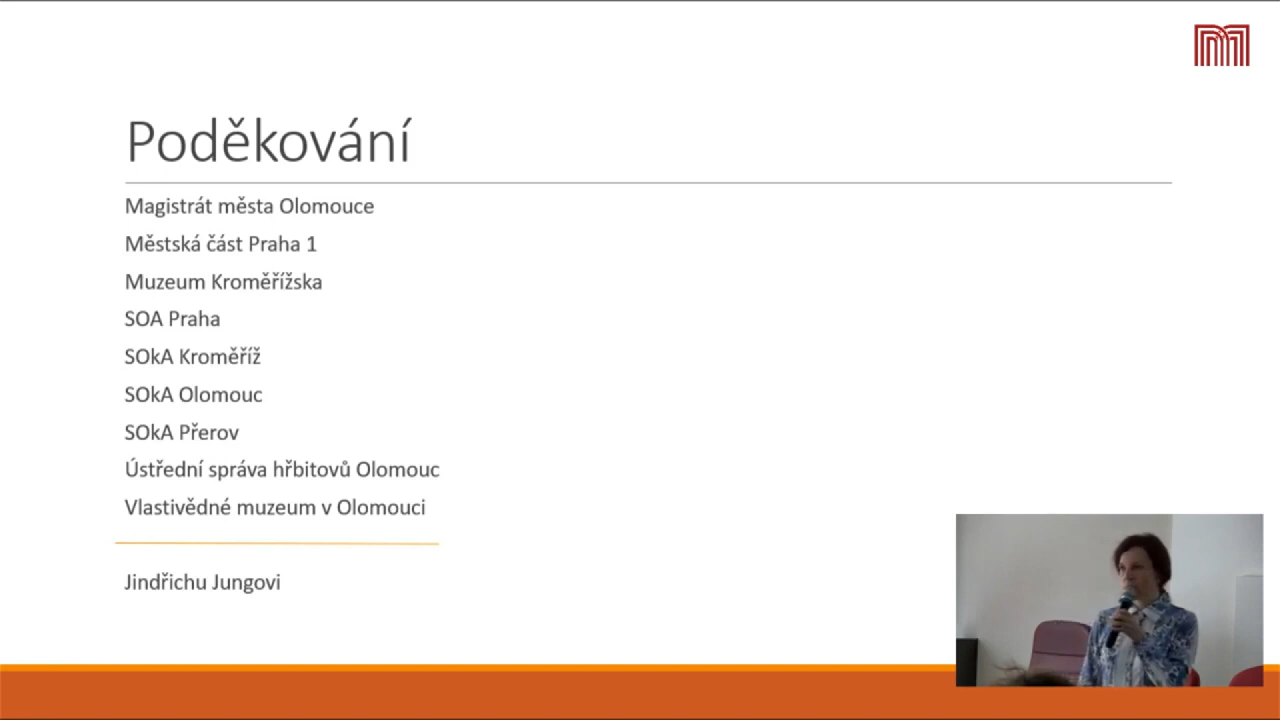 Poděkování
Magistrát města Olomouce
Městská část Praha 1
Muzeum Kroměřížska
SOA Praha
SOkA Kroměříž
SOkA Olomouc
SOkA Přerov
Ústřední správa hřbitovů Olomouc
Vlastivědné muzeum v Olomouci
Jindřichu Jungovi